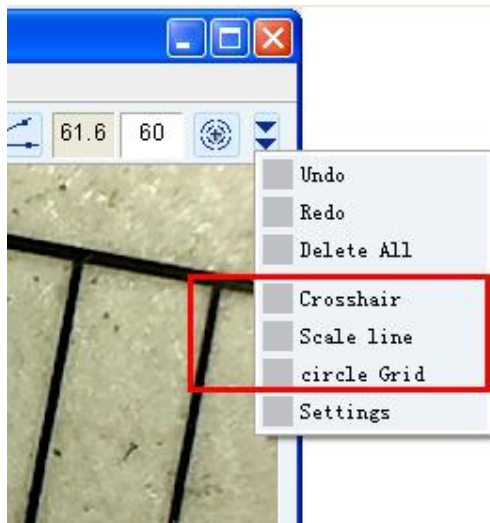 61.6 60
Undo
Redo
Delete All
Crosshair
Scale line
circle Grid
Settings